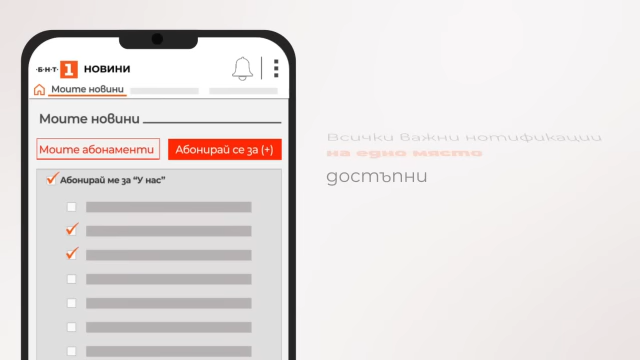 ·Б·Н·Т· 1 НОВИНИ
Моите новини
Моите новини
Моите абонаменти
Абонирай се за (+)
Абонирай ме за "У нас"
Всички важни нотификации
на едно място
достъпни